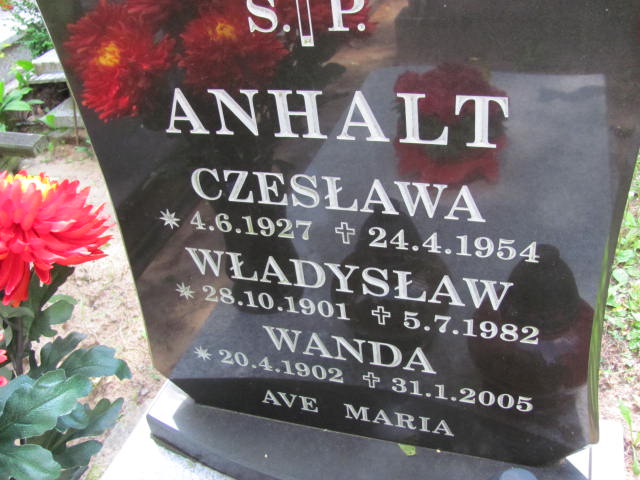 S. P.
ANHALT
CZESŁAWA
* 4.6.1927 ✝ 24.4.1954
WŁADYSŁAW
* 28.10.1901 ✝ 5.7.1982
WANDA
* 20.4.1902 ✝ 31.1.2005
AVE MARIA